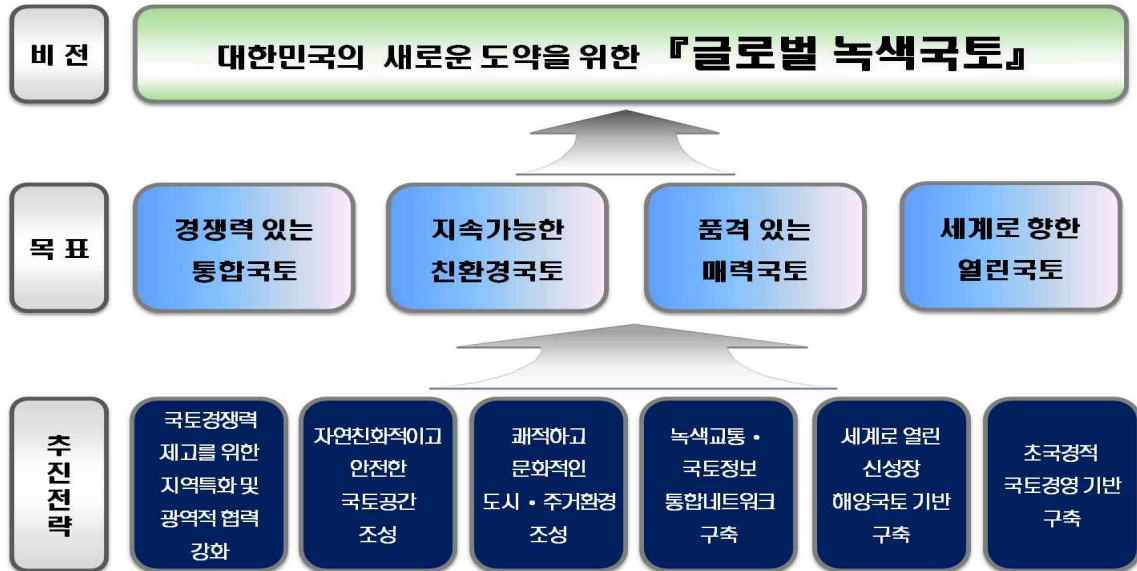 비 전
대한민국의 새로운 도약을 위한 『글로벌 녹색국토』
목 표
경쟁력 있는
통합국토
지속가능한
친환경국토
품격 있는
매력국토
세계로 향한
열린국토
추
진
전
략
국토경쟁력
제고를 위한
지역특화 및
광역적 협력
강화
자연친화적이고
안전한
국토공간
조성
쾌적하고
문화적인
도시 • 주거환경
조성
녹색교통 •
국토정보
통합네트워크
구축
세계로 열린
신성장
해양국토 기반
구축
초국경적
국토경영 기반
구축